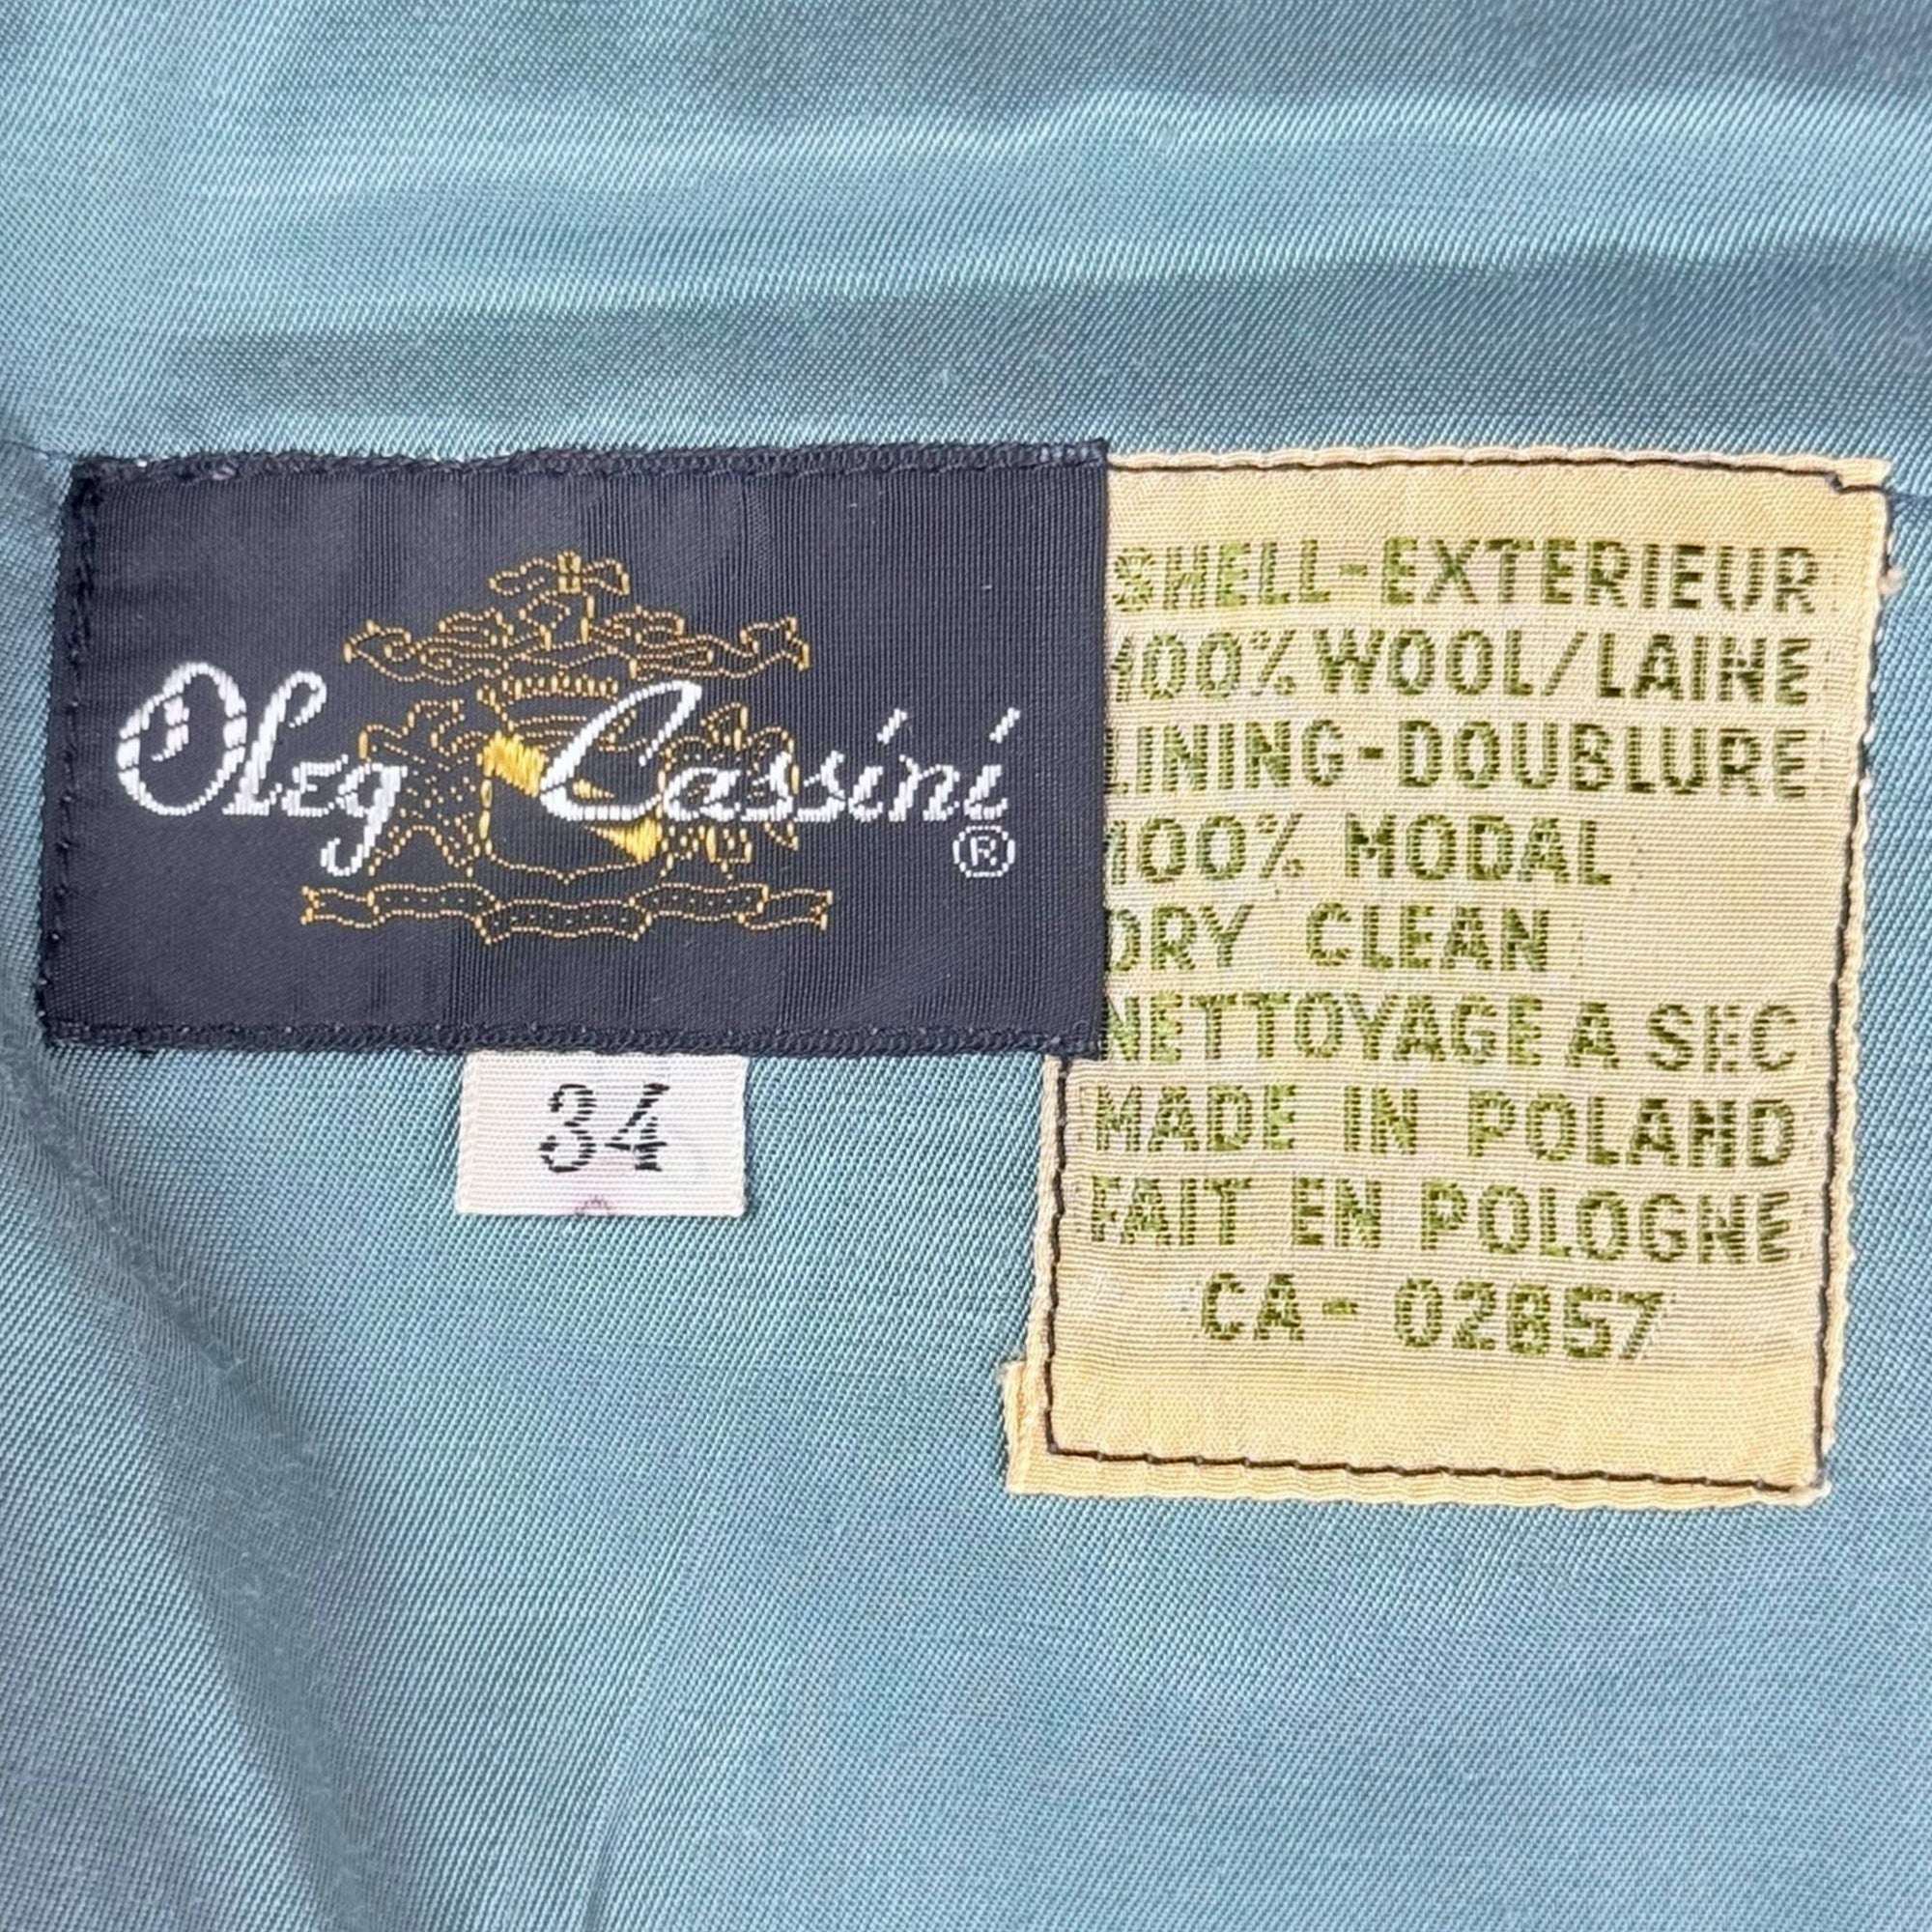 Oleg Cassini®
34
SHELL-EXTERIEUR
100% WOOL/LAINE
LINING-DOUBLURE
100% MODAL
DRY CLEAN
NETTOYAGE A SEC
MADE IN POLAND
FAIT EN POLOGNE
CA-02857